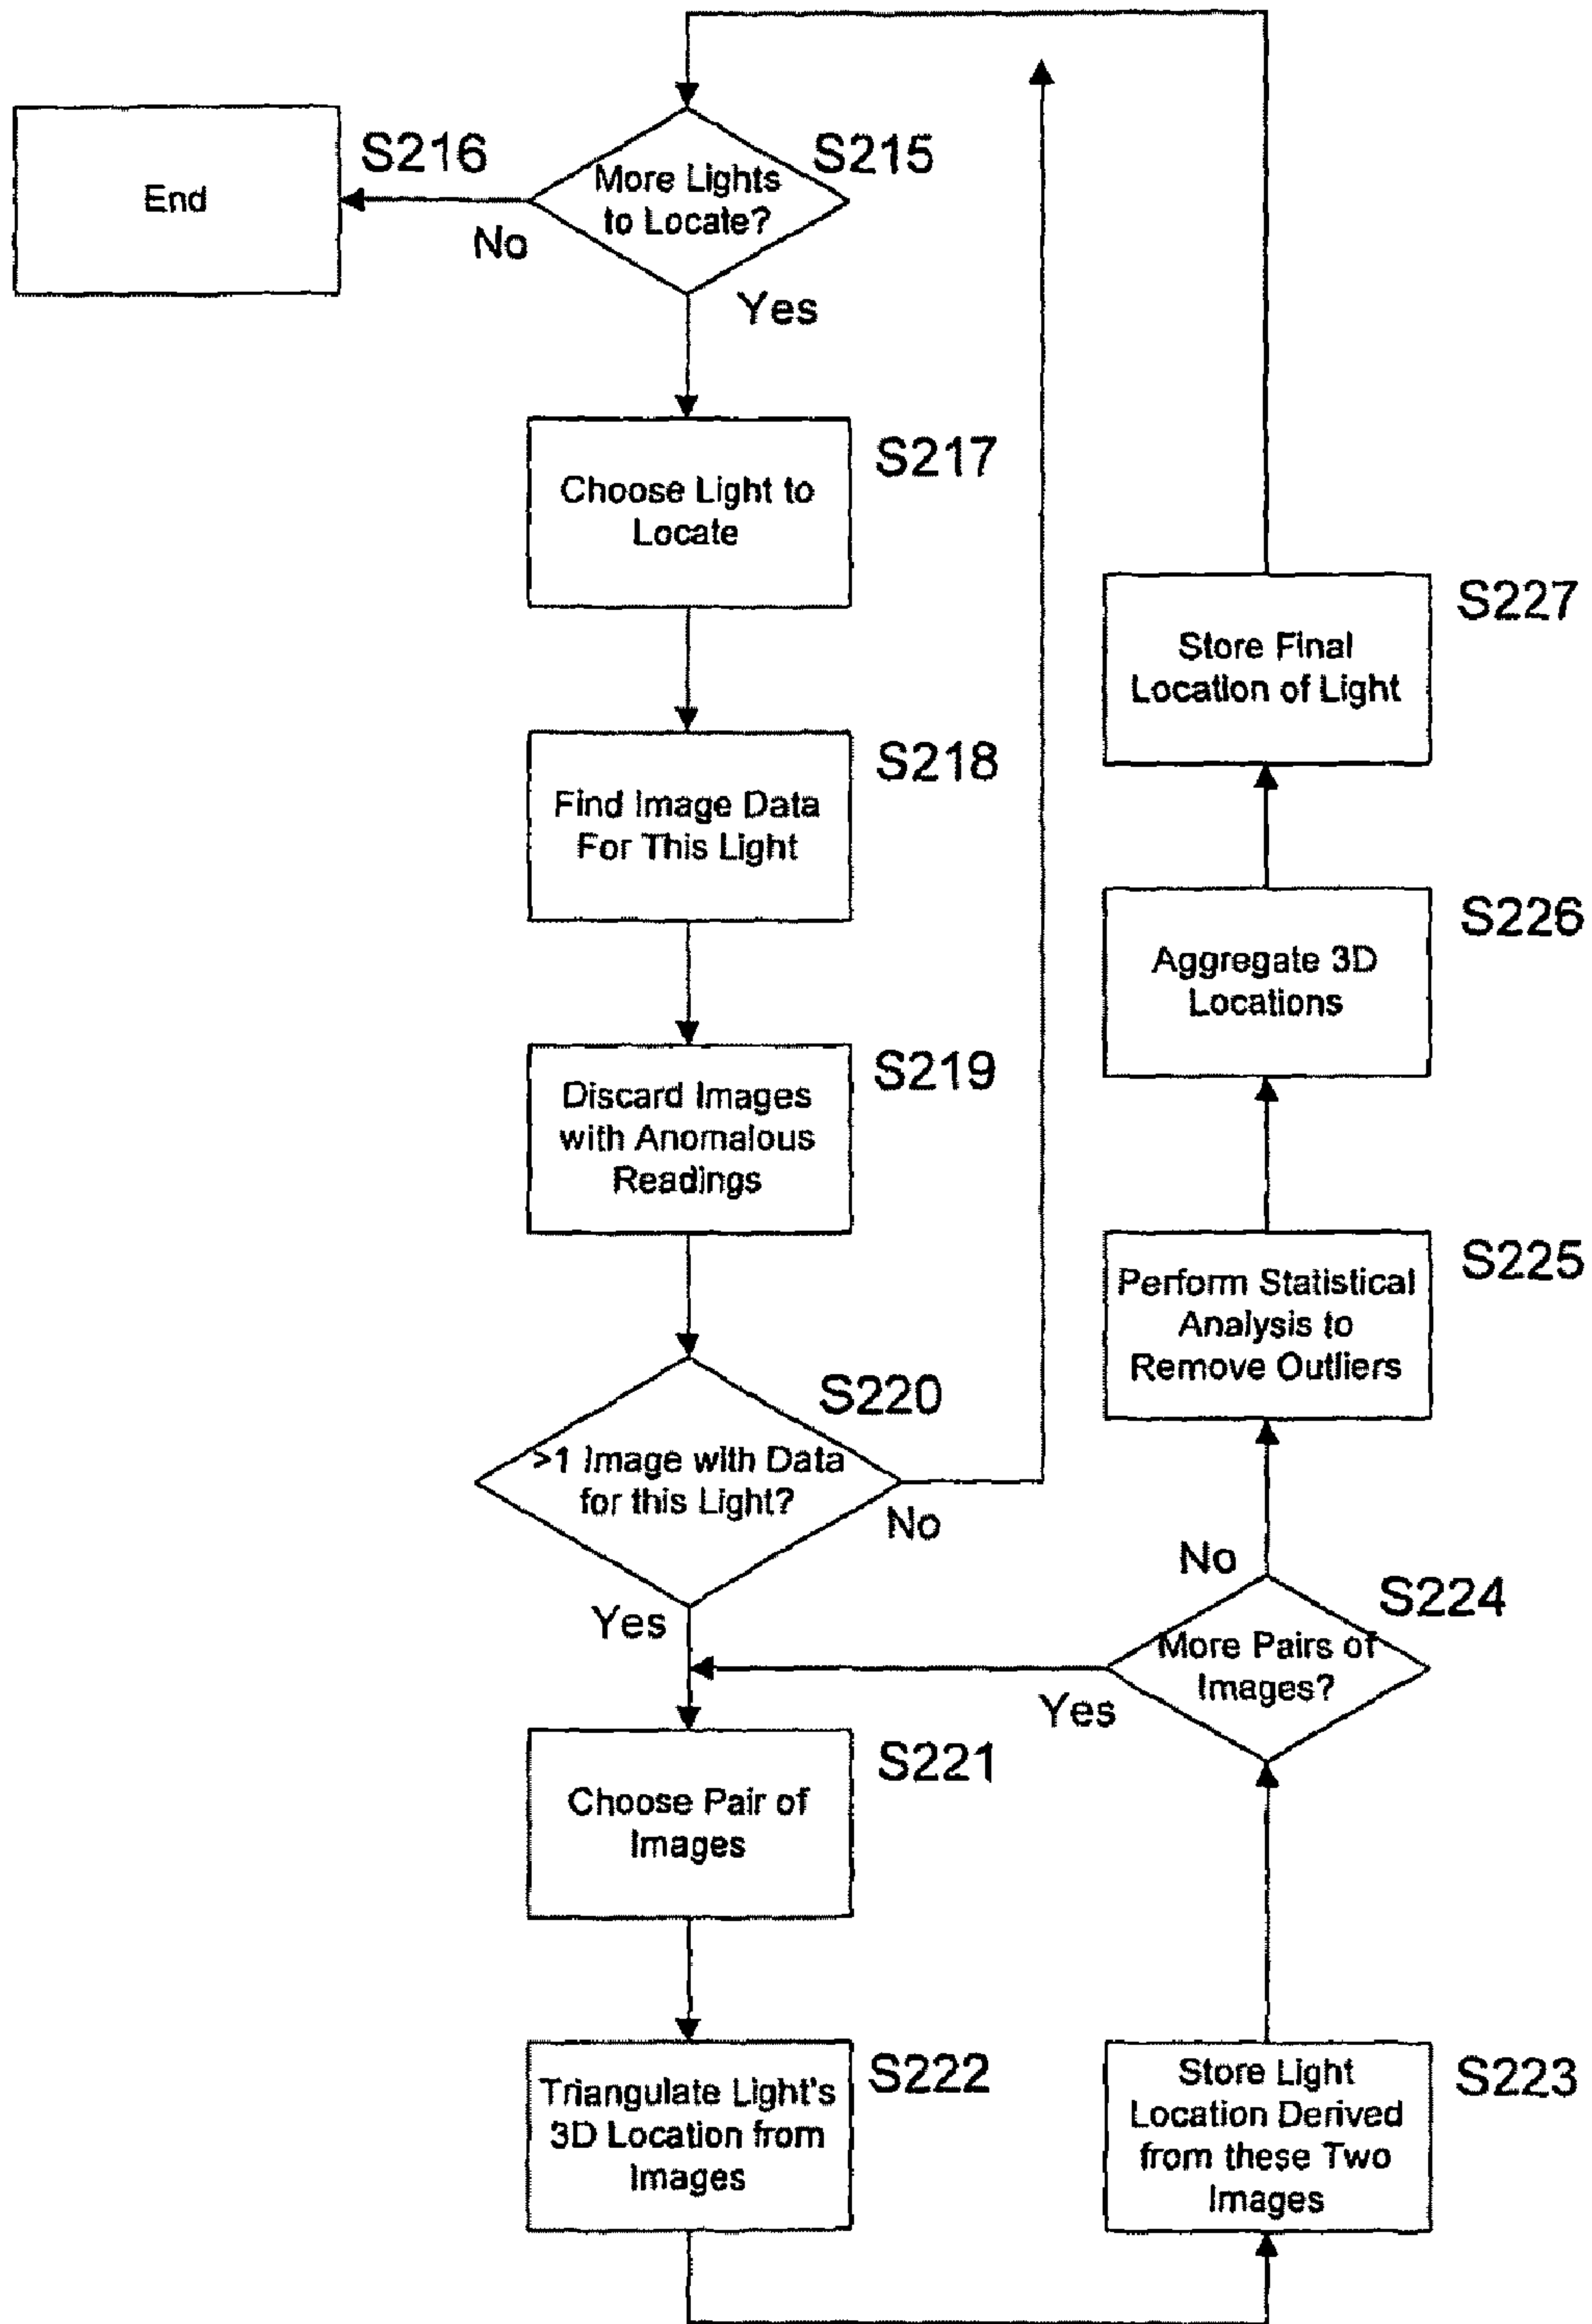 S216
S215
End
More Lights
to Locate?
No
Yes
S217
Choose Light to
Locate
S218
Find Image Data
For This Light
S219
Discard Images
with Anomalous
Readings
S220
>1 Image with Data
for this Light?
No
Yes
S221
Choose Pair of
Images
S222
Triangulate Light's
3D Location from
Images
S223
Store Light
Location Derived
from these Two
Images
S224
More Pairs of
Images?
Yes
No
S225
Perform Statistical
Analysis to
Remove Outliers
S226
Aggregate 3D
Locations
S227
Store Final
Location of Light